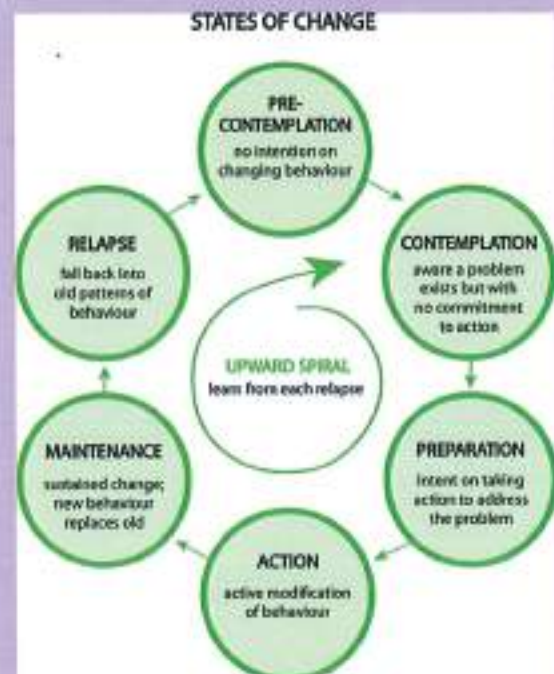 STATES OF CHANGE
PRE-
CONTEMPLATION
no intention on
changing behaviour
CONTEMPLATION
aware a problem
exists but with
no commitment
to action
PREPARATION
intent on taking
action to address
the problem
ACTION
active modification
of behaviour
MAINTENANCE
sustained change;
new behaviour
replaces old
RELAPSE
fall back into
old patterns of
behaviour
UPWARD SPIRAL
learn from each relapse